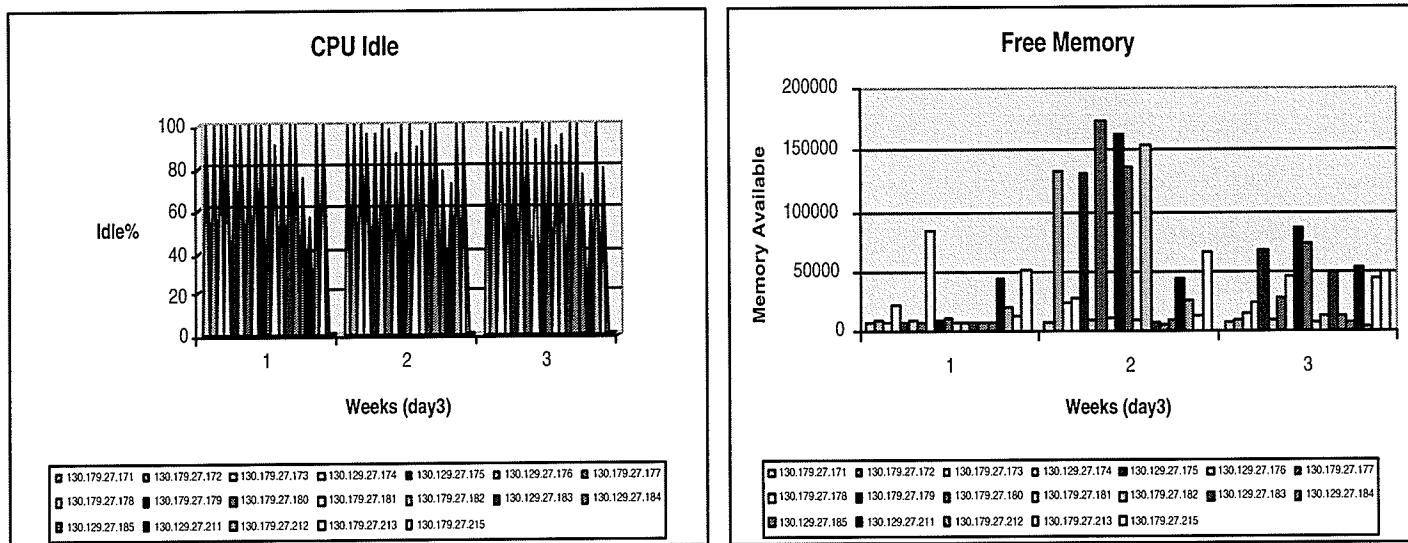 CPU Idle
100
80
60
40
20
0
Idle%
1 2 3
Weeks (day3)
130.179.27.171 130.179.27.172 130.179.27.173 130.129.27.174 130.129.27.175 130.129.27.176 130.179.27.177
130.179.27.178 130.179.27.179 130.179.27.180 130.179.27.181 130.179.27.182 130.129.27.183 130.129.27.184
130.129.27.185 130.129.27.211 130.179.27.212 130.179.27.213 130.179.27.215
Free Memory
200000
150000
100000
50000
0
Memory Available
1 2 3
Weeks (day3)
130.179.27.171 130.179.27.172 130.179.27.173 130.129.27.174 130.129.27.175 130.129.27.176 130.179.27.177
130.179.27.178 130.179.27.179 130.179.27.180 130.179.27.181 130.179.27.182 130.129.27.183 130.129.27.184
130.129.27.185 130.129.27.211 130.179.27.212 130.179.27.213 130.179.27.215